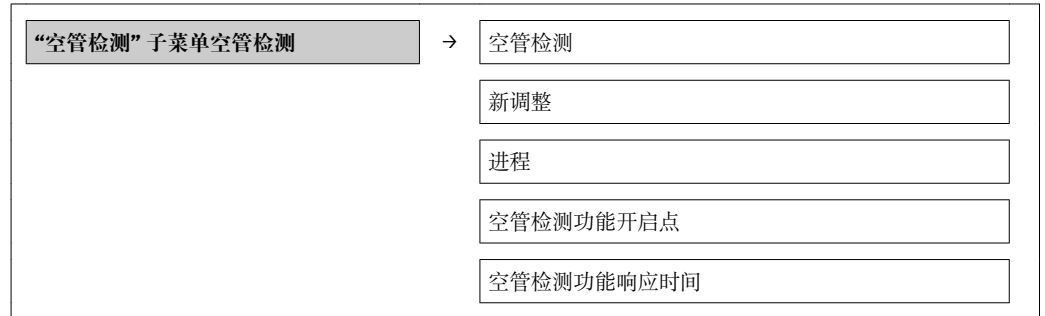 “空管检测” 子菜单空管检测 → 空管检测
新调整
进程
空管检测功能开启点
空管检测功能响应时间